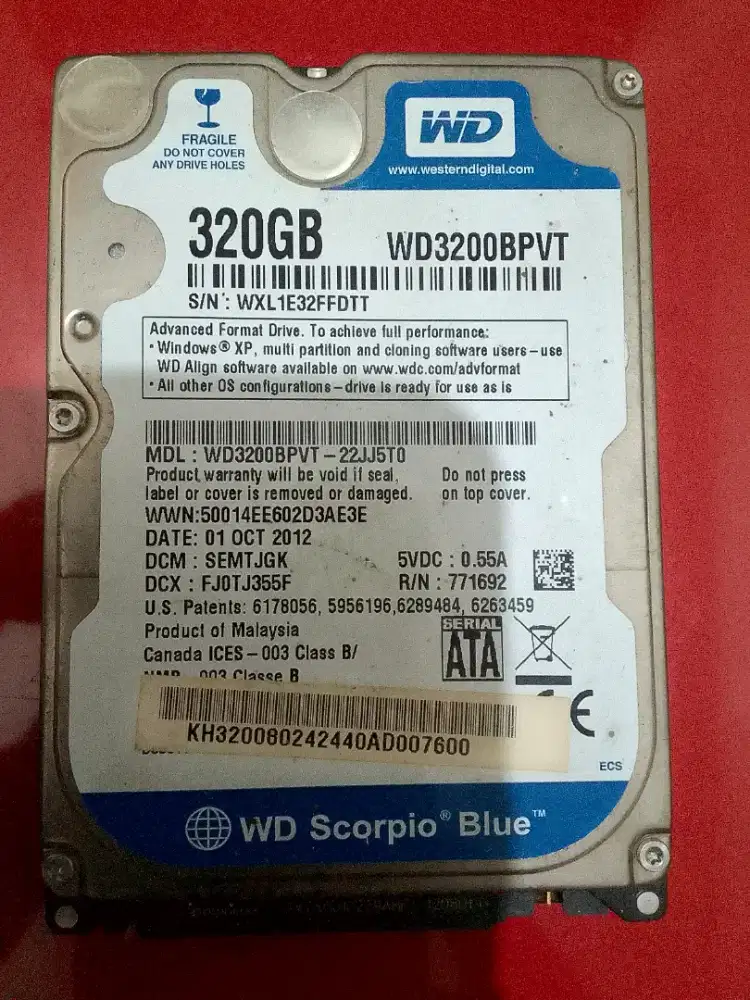 FRAGILE
DO NOT COVER
ANY DRIVE HOLES
WD
www.westerndigital.com
320GB
WD3200BPVT
S/N: WXL1E32FFDTT
Advanced Format Drive. To achieve full performance:
• Windows® XP, multi partition and cloning software users–use
WD Align software available on www.wdc.com/advformat
• All other OS configurations–drive is ready for use as is
MDL : WD3200BPVT – 22JJ5T0
Product warranty will be void if seal,
label or cover is removed or damaged.
Do not press
on top cover.
WWN:50014EE602D3AE3E
DATE: 01 OCT 2012
DCM : SEMTJGK
5VDC : 0.55A
DCX : FJ0TJ355F
R/N : 771692
U.S. Patents: 6178056, 5956196,6289484, 6263459
Product of Malaysia
SERIAL
ATA
Canada ICES–003 Class B/
003 Classe B
CE
KH320080242440AD007600
ECS
WD Scorpio® Blue™